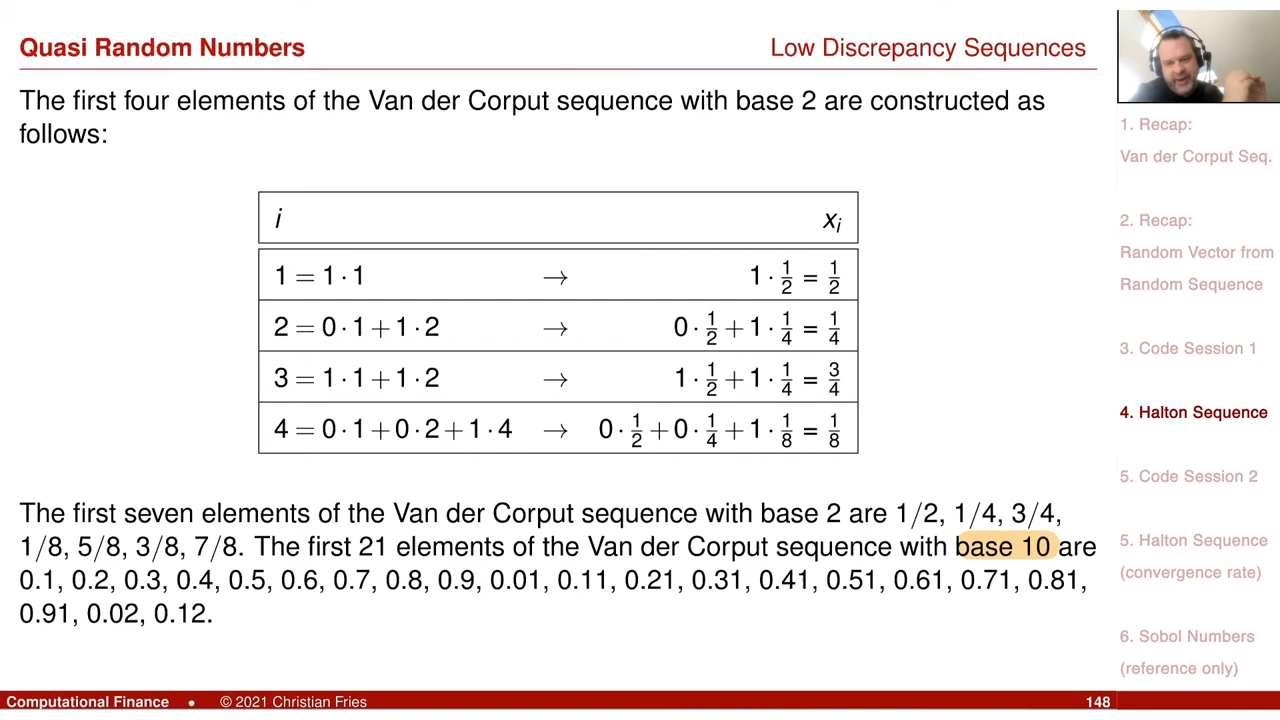 Quasi Random Numbers
Low Discrepancy Sequences
The first four elements of the Van der Corput sequence with base 2 are constructed as
follows:
i xᵢ
1 = 1 · 1 → 1 · 1/2 = 1/2
2 = 0 · 1 + 1 · 2 → 0 · 1/2 + 1 · 1/4 = 1/4
3 = 1 · 1 + 1 · 2 → 1 · 1/2 + 1 · 1/4 = 3/4
4 = 0 · 1 + 0 · 2 + 1 · 4 → 0 · 1/2 + 0 · 1/4 + 1 · 1/8 = 1/8
The first seven elements of the Van der Corput sequence with base 2 are 1/2, 1/4, 3/4,
1/8, 5/8, 3/8, 7/8. The first 21 elements of the Van der Corput sequence with base 10 are
0.1, 0.2, 0.3, 0.4, 0.5, 0.6, 0.7, 0.8, 0.9, 0.01, 0.11, 0.21, 0.31, 0.41, 0.51, 0.61, 0.71, 0.81,
0.91, 0.02, 0.12.
1. Recap:
Van der Corput Seq.
2. Recap:
Random Vector from
Random Sequence
3. Code Session 1
4. Halton Sequence
5. Code Session 2
5. Halton Sequence
(convergence rate)
6. Sobol Numbers
(reference only)
Computational Finance • © 2021 Christian Fries 148